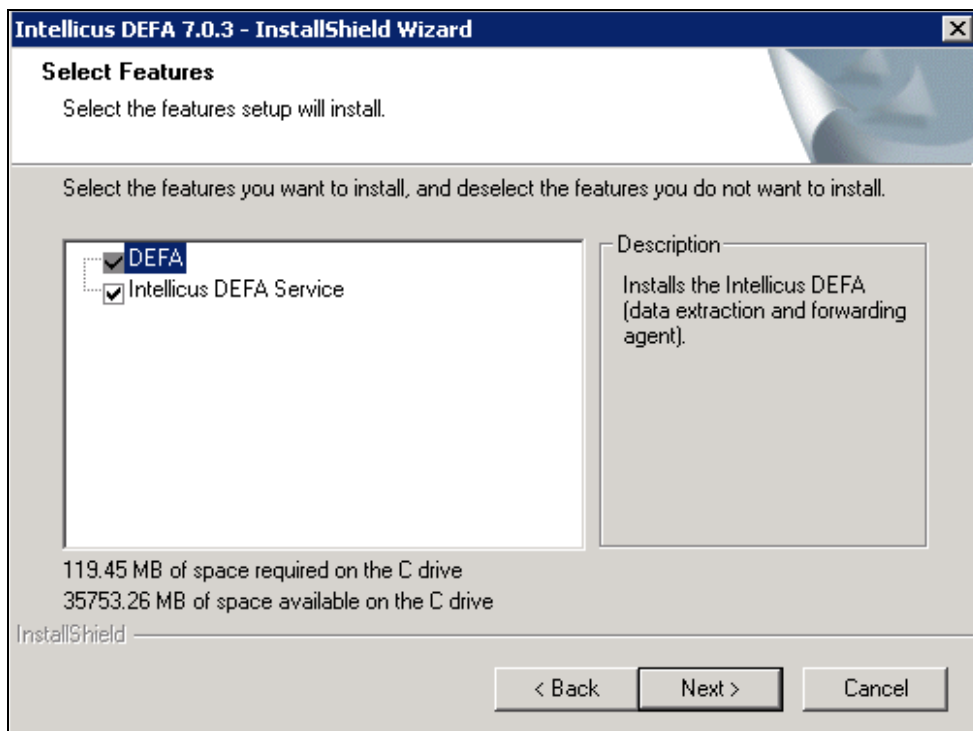 Intellicus DEFA 7.0.3 - InstallShield Wizard
Select Features
Select the features setup will install.
Select the features you want to install, and deselect the features you do not want to install.
DEFA
Intellicus DEFA Service
Description
Installs the Intellicus DEFA
(data extraction and forwarding
agent).
119.45 MB of space required on the C drive
35753.26 MB of space available on the C drive
InstallShield
< Back
Next >
Cancel